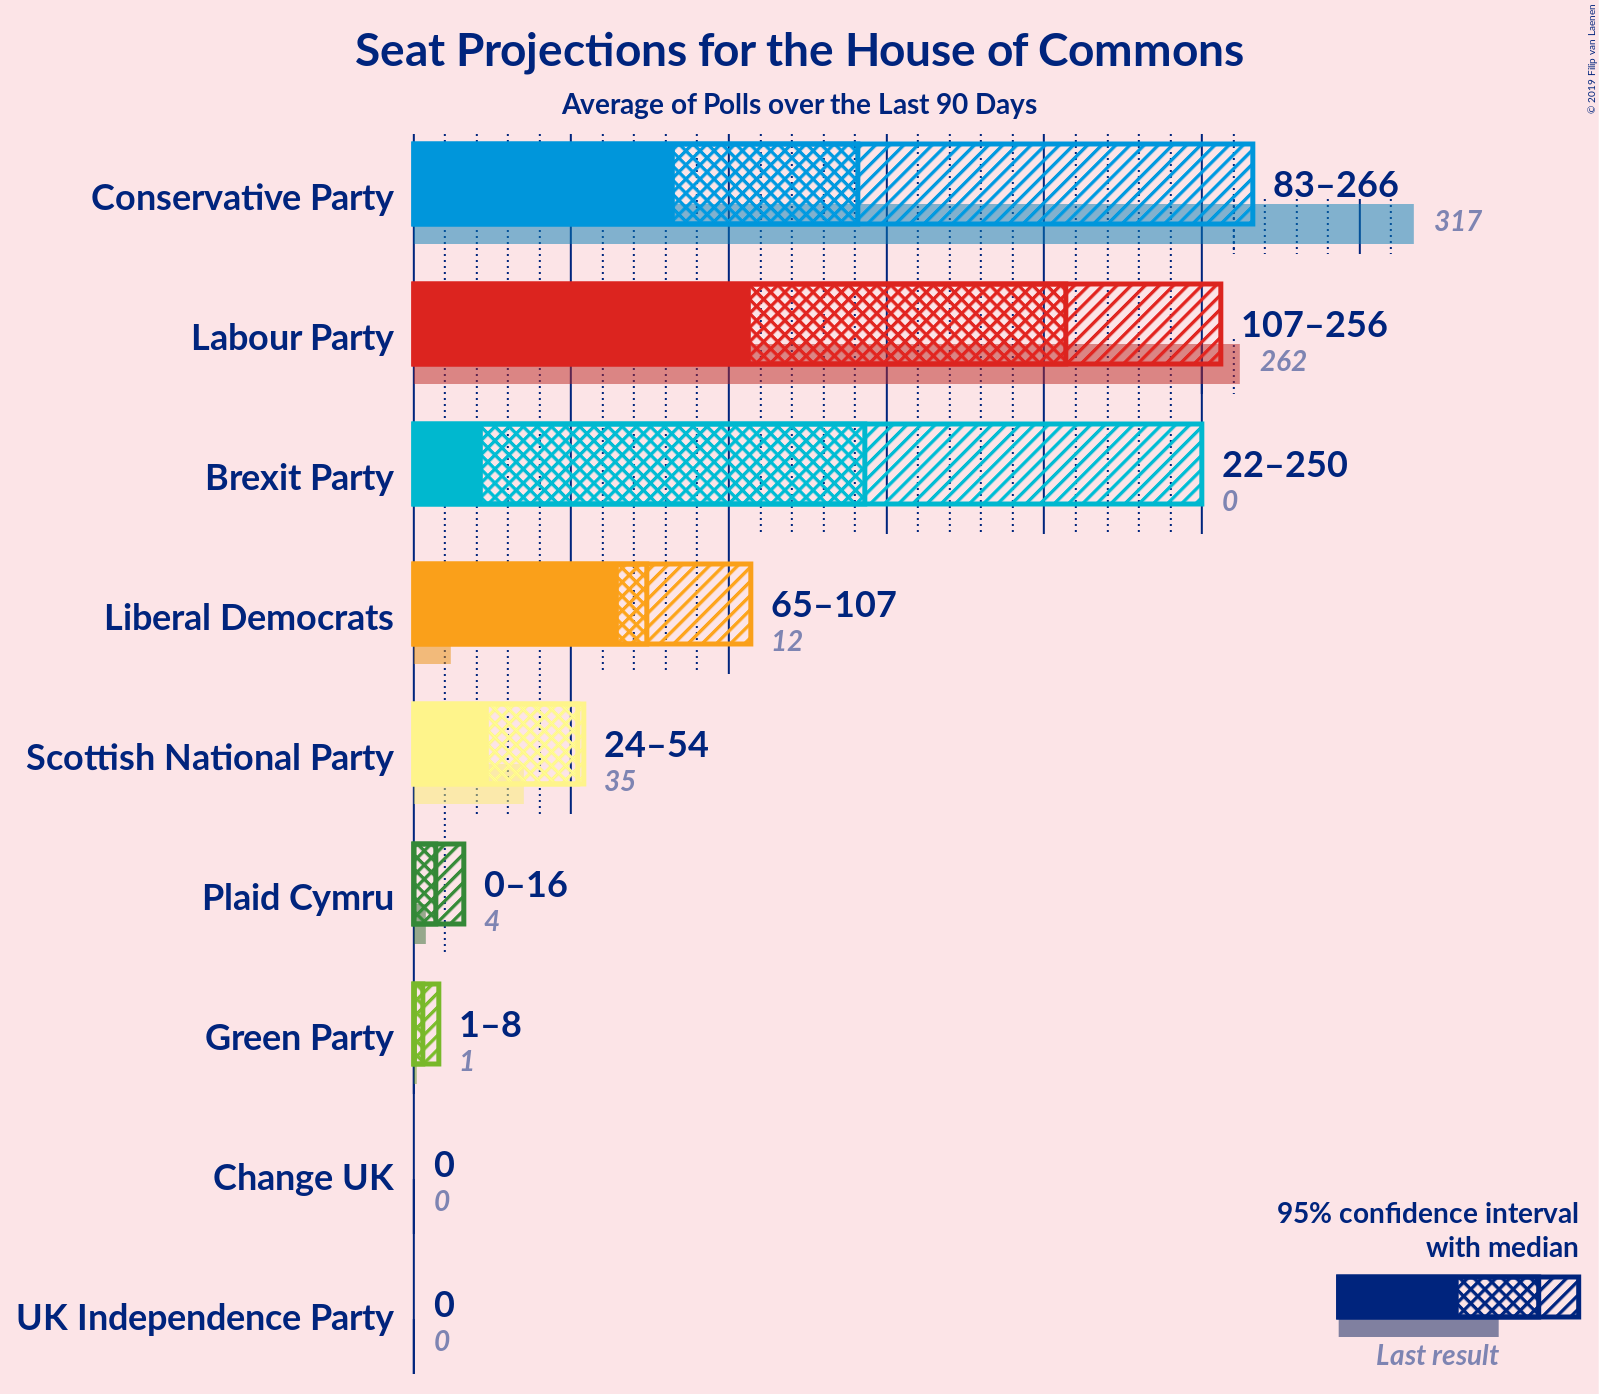 Seat Projections for the House of Commons
Average of Polls over the Last 90 Days
© 2019 Filip van Laenen
Conservative Party
83–266
317
Labour Party
107–256
262
Brexit Party
22–250
0
Liberal Democrats
65–107
12
Scottish National Party
24–54
35
Plaid Cymru
0–16
4
Green Party
1–8
1
Change UK
0
0
UK Independence Party
0
0
95% confidence interval
with median
Last result